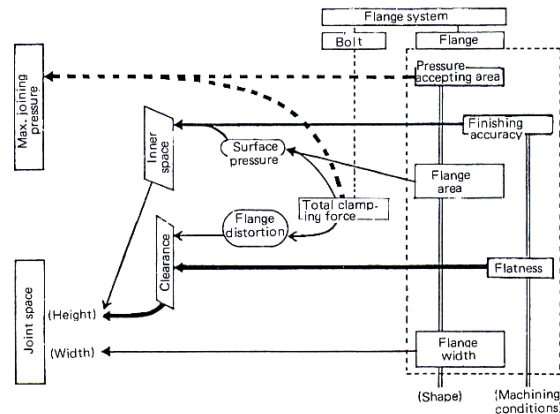 Flange system
Bolt
Flange
Max. joining
pressure
Pressure
accepting area
Inner
space
Surface
pressure
Finishing
accuracy
Flange
area
Total clamp-
ing force
Flange
distortion
Clearance
Flatness
Joint space
(Height)
(Width)
Flange
width
(Shape)
(Machining
conditions)